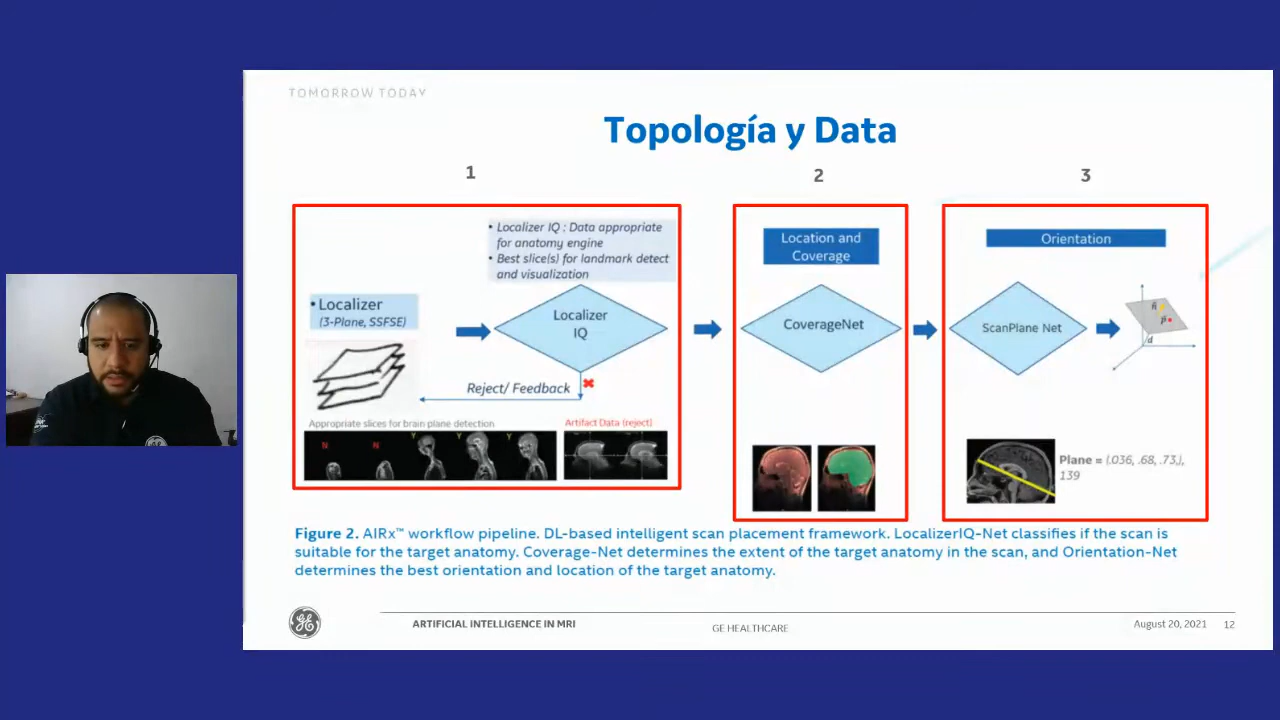 TOMORROW TODAY
Topología y Data
1
2
3
• Localizer IQ : Data appropriate
for anatomy engine
• Best slice(s) for landmark detect
and visualization
• Localizer
(3-Plane, SSFSE)
Localizer
IQ
Reject/ Feedback
Appropriate slices for brain plane detection
Artifact Data (reject)
N
N
Y
Y
Y
Location and
Coverage
CoverageNet
Orientation
ScanPlane Net
n̂
p
d
Plane = (.036, .68, .73,),
139
Figure 2. AIRx™ workflow pipeline. DL-based intelligent scan placement framework. LocalizerIQ-Net classifies if the scan is
suitable for the target anatomy. Coverage-Net determines the extent of the target anatomy in the scan, and Orientation-Net
determines the best orientation and location of the target anatomy.
ARTIFICIAL INTELLIGENCE IN MRI
GE HEALTHCARE
August 20, 2021
12